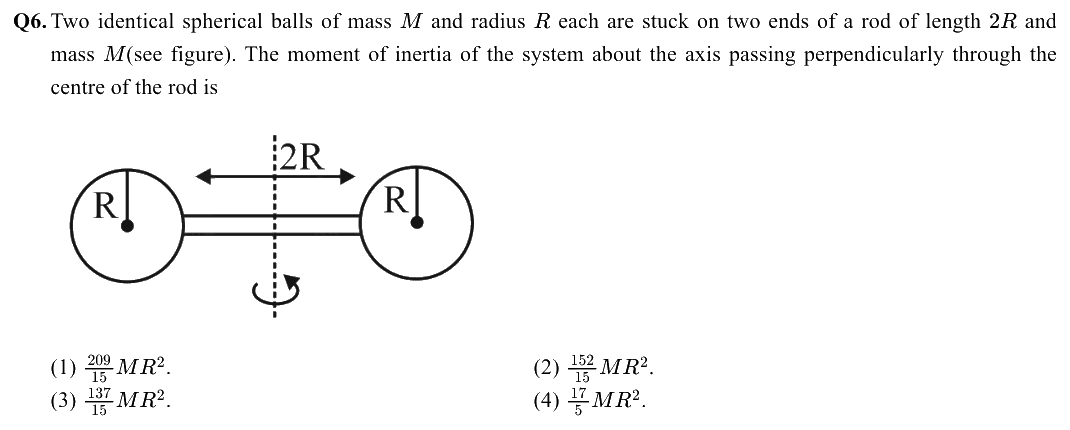 Q6. Two identical spherical balls of mass M and radius R each are stuck on two ends of a rod of length 2R and
mass M(see figure). The moment of inertia of the system about the axis passing perpendicularly through the
centre of the rod is
2R
R
R
(1) 209/15 MR².
(2) 152/15 MR².
(3) 137/15 MR².
(4) 17/5 MR².